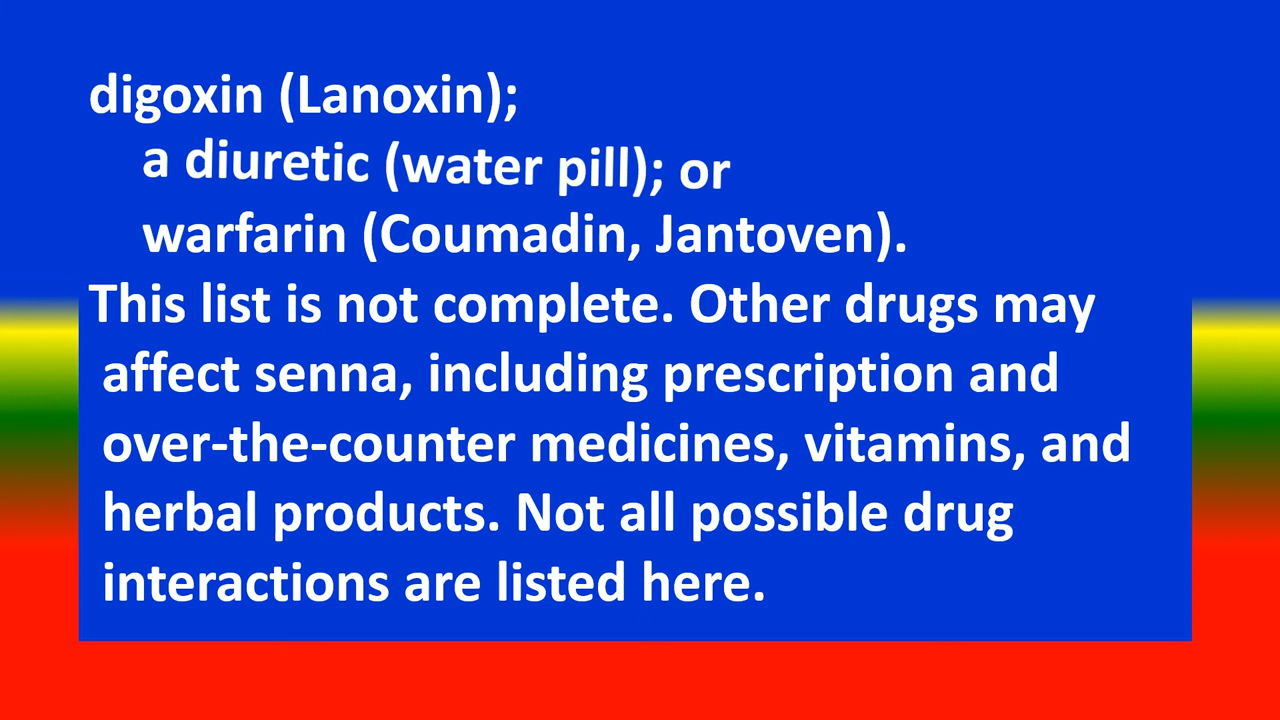 digoxin (Lanoxin);
a diuretic (water pill); or
warfarin (Coumadin, Jantoven).
This list is not complete. Other drugs may
affect senna, including prescription and
over-the-counter medicines, vitamins, and
herbal products. Not all possible drug
interactions are listed here.